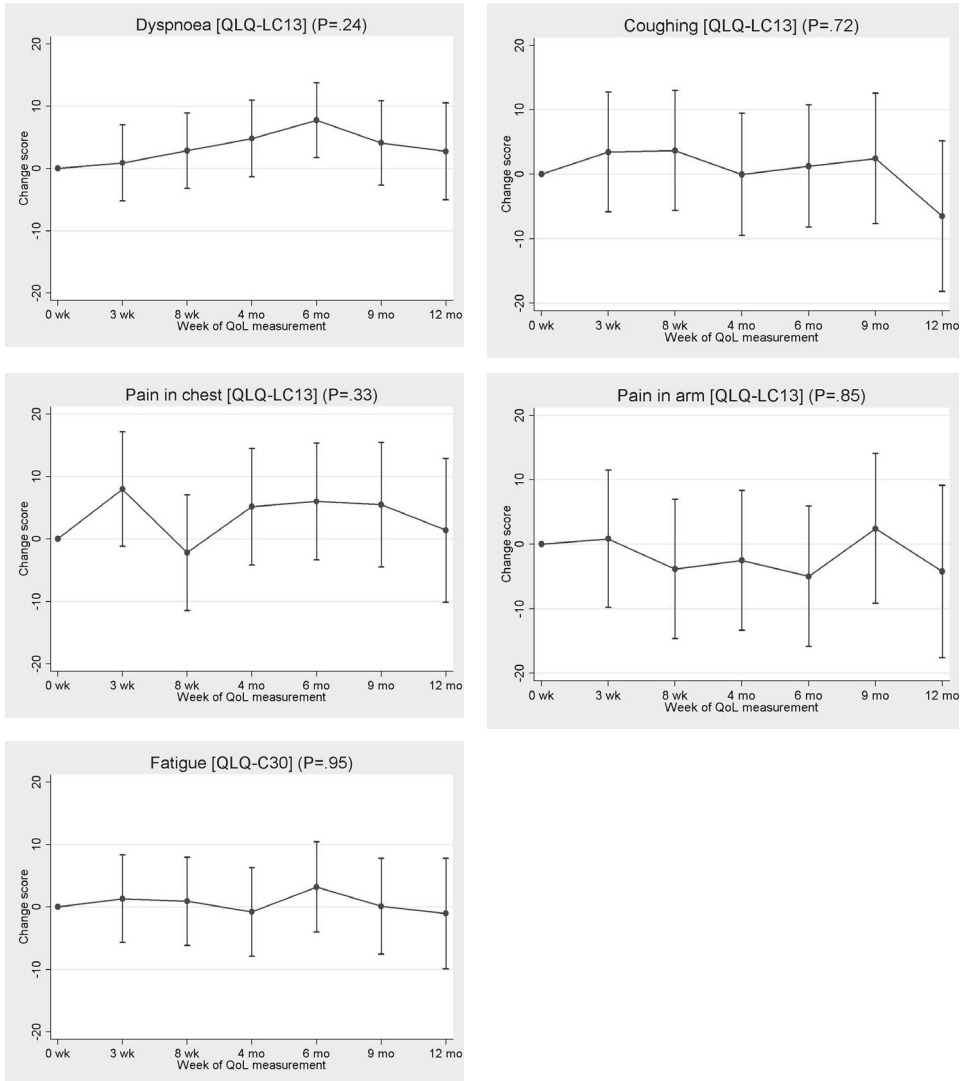 Dyspnoea [QLQ-LC13] (P=.24)
20
10
0
-10
-20
Change score
0 wk 3 wk 8 wk 4 mo 6 mo 9 mo 12 mo
Week of QoL measurement
Coughing [QLQ-LC13] (P=.72)
20
10
0
-10
-20
Change score
0 wk 3 wk 8 wk 4 mo 6 mo 9 mo 12 mo
Week of QoL measurement
Pain in chest [QLQ-LC13] (P=.33)
20
10
0
-10
-20
Change score
0 wk 3 wk 8 wk 4 mo 6 mo 9 mo 12 mo
Week of QoL measurement
Pain in arm [QLQ-LC13] (P=.85)
20
10
0
-10
-20
Change score
0 wk 3 wk 8 wk 4 mo 6 mo 9 mo 12 mo
Week of QoL measurement
Fatigue [QLQ-C30] (P=.95)
20
10
0
-10
-20
Change score
0 wk 3 wk 8 wk 4 mo 6 mo 9 mo 12 mo
Week of QoL measurement